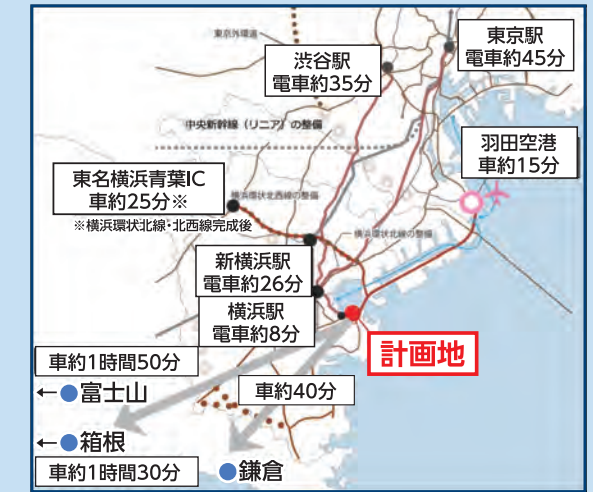 東京外環道
東京駅
電車約45分
渋谷駅
電車約35分
中央新幹線（リニア）の整備
羽田空港
車約15分
東名横浜青葉IC
車約25分※
横浜環状北西線の整備
※横浜環状北線・北西線完成後
横浜環状北線の整備
新横浜駅
電車約26分
横浜駅
電車約8分
計画地
車約1時間50分
←●富士山
車約40分
←●箱根
車約1時間30分
●鎌倉